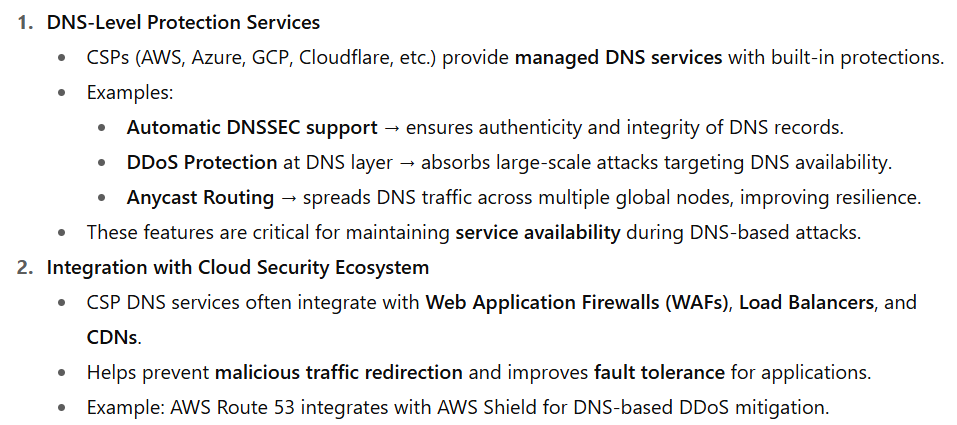 1. DNS-Level Protection Services
• CSPs (AWS, Azure, GCP, Cloudflare, etc.) provide managed DNS services with built-in protections.
• Examples:
• Automatic DNSSEC support → ensures authenticity and integrity of DNS records.
• DDoS Protection at DNS layer → absorbs large-scale attacks targeting DNS availability.
• Anycast Routing → spreads DNS traffic across multiple global nodes, improving resilience.
• These features are critical for maintaining service availability during DNS-based attacks.
2. Integration with Cloud Security Ecosystem
• CSP DNS services often integrate with Web Application Firewalls (WAFs), Load Balancers, and
CDNs.
• Helps prevent malicious traffic redirection and improves fault tolerance for applications.
• Example: AWS Route 53 integrates with AWS Shield for DNS-based DDoS mitigation.